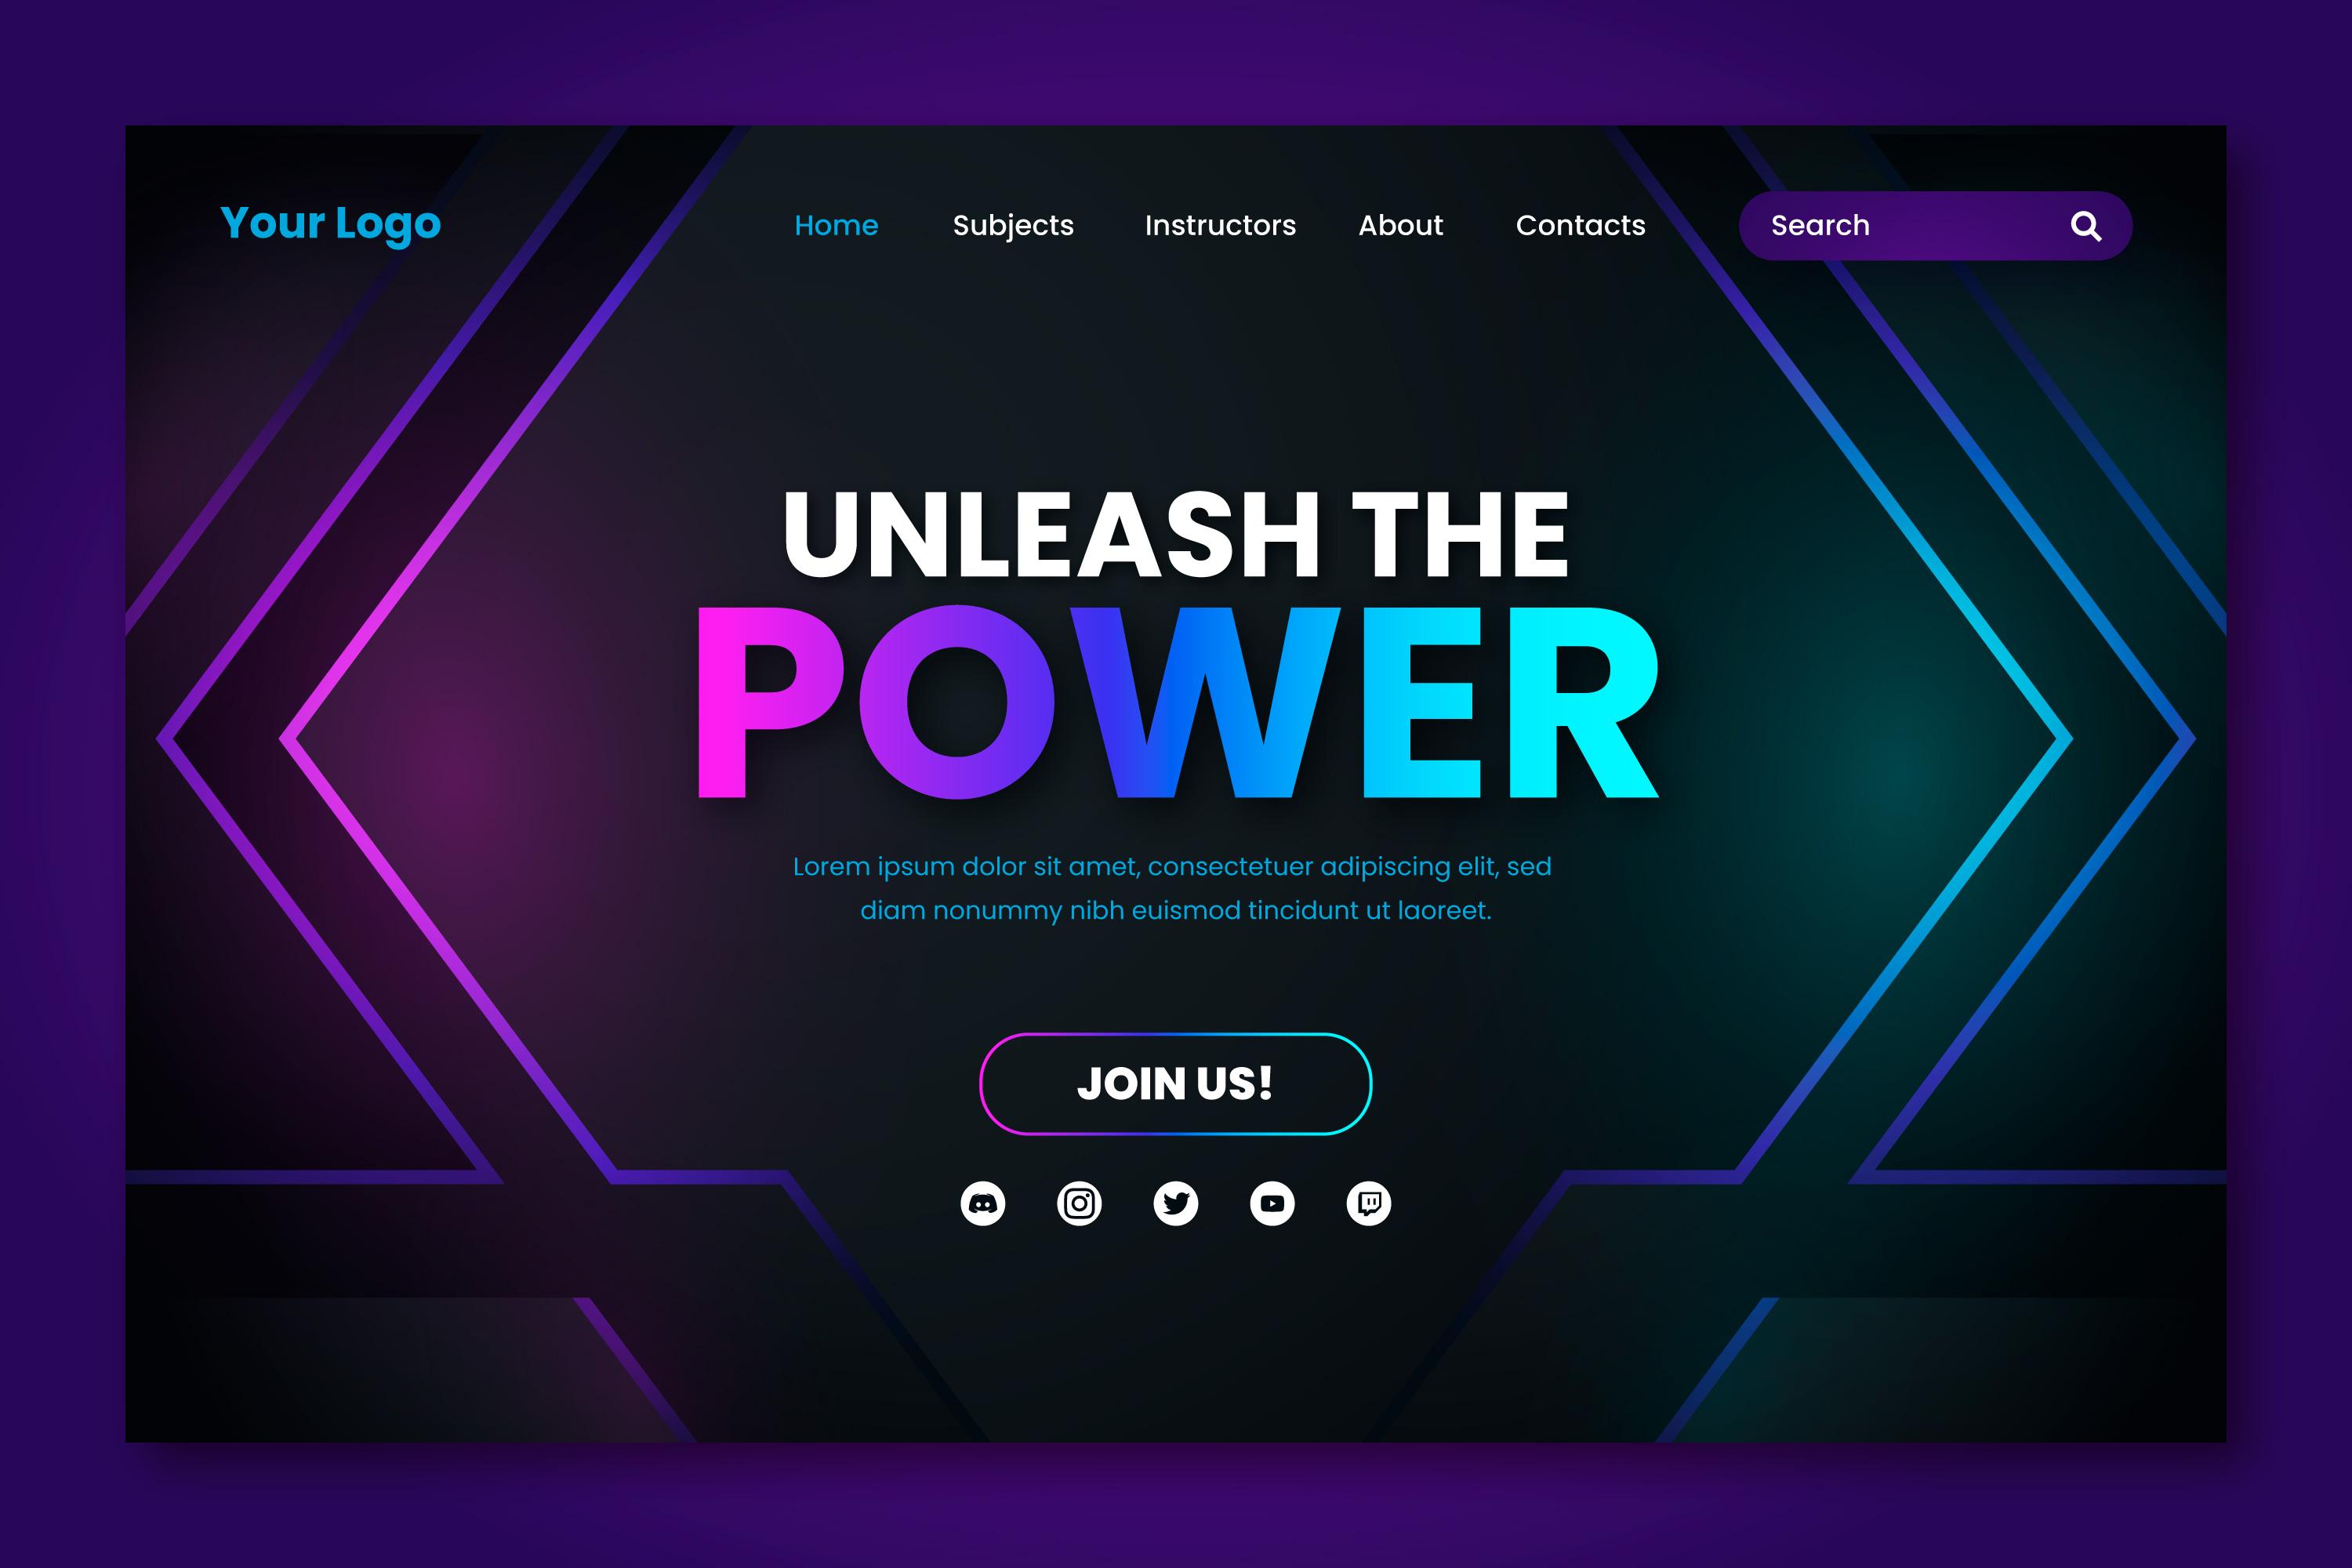 Your Logo
Home Subjects Instructors About Contacts Search
UNLEASH THE
POWER
Lorem ipsum dolor sit amet, consectetuer adipiscing elit, sed
diam nonummy nibh euismod tincidunt ut laoreet.
JOIN US!